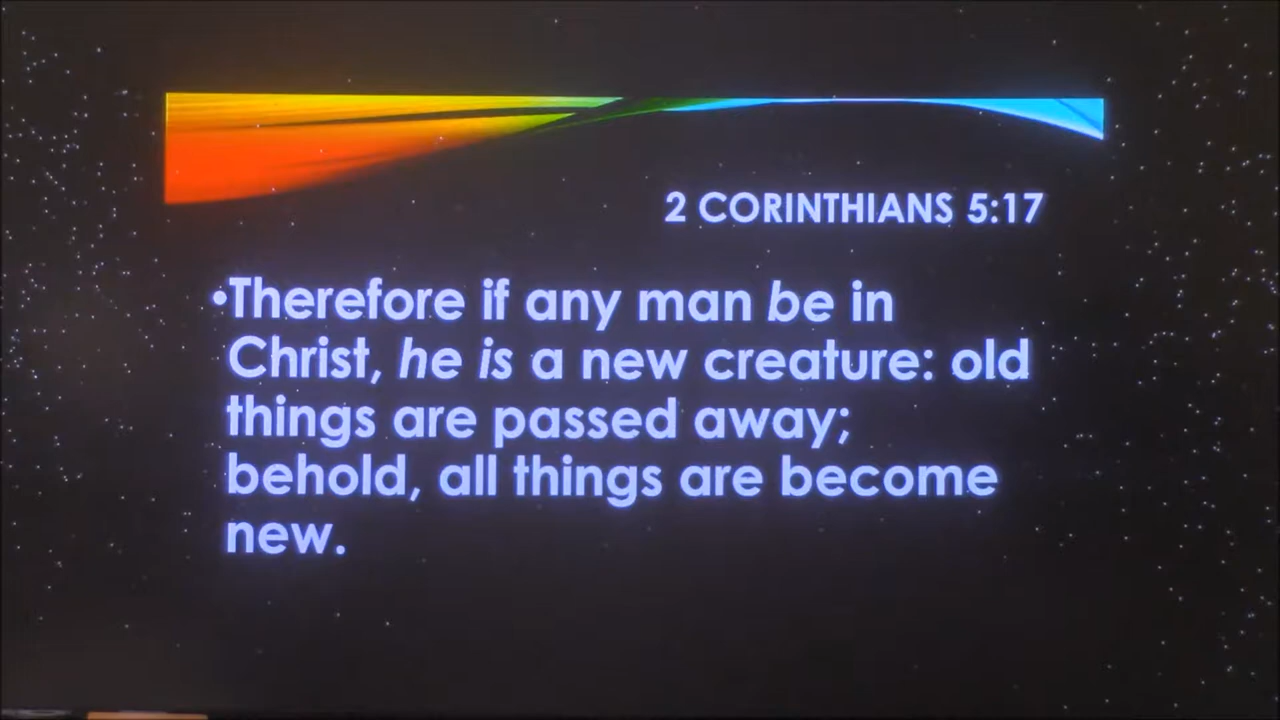 2 CORINTHIANS 5:17
•Therefore if any man be in
Christ, he is a new creature: old
things are passed away;
behold, all things are become
new.